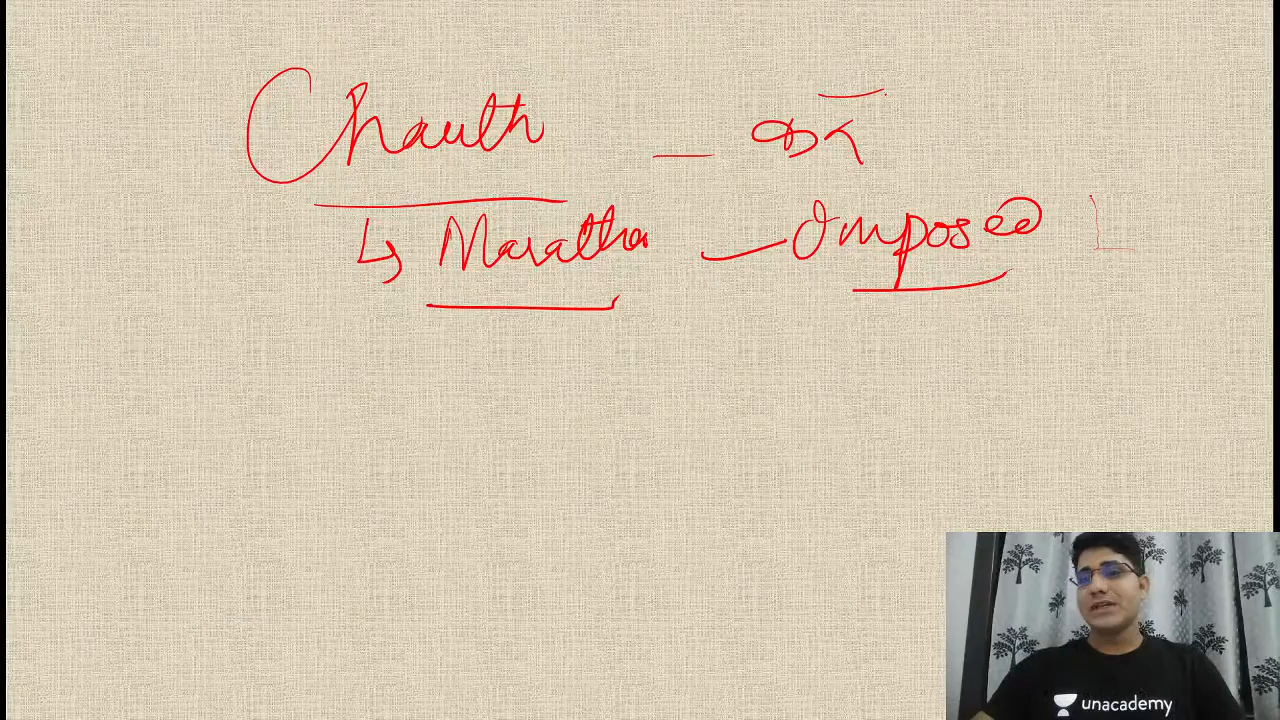 Chauth — कर
↳ Maratha — Imposed
unacademy